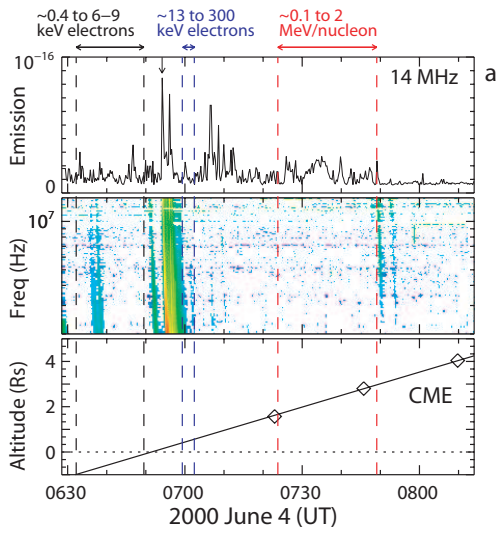 ~0.4 to 6–9
keV electrons
~13 to 300
keV electrons
~0.1 to 2
MeV/nucleon
a
10⁻¹⁶
14 MHz
Emission
0
10⁷
Freq (Hz)
4
CME
2
Altitude (Rs)
0
0630 0700 0730 0800
2000 June 4 (UT)